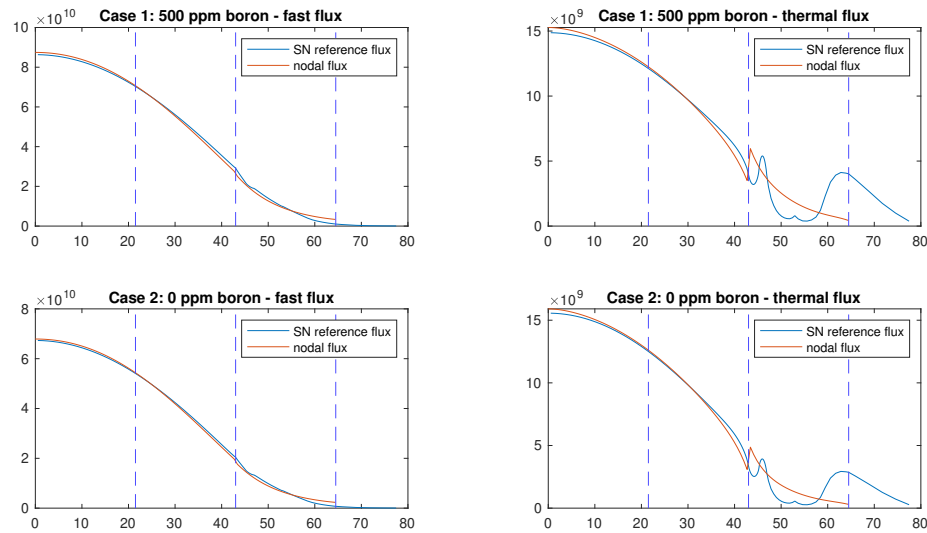 Case 1: 500 ppm boron - fast flux
×10^10
10
8
6
4
2
0
SN reference flux
nodal flux
0 10 20 30 40 50 60 70 80
Case 1: 500 ppm boron - thermal flux
×10^9
15
10
5
0
SN reference flux
nodal flux
0 10 20 30 40 50 60 70 80
Case 2: 0 ppm boron - fast flux
×10^10
8
6
4
2
0
SN reference flux
nodal flux
0 10 20 30 40 50 60 70 80
Case 2: 0 ppm boron - thermal flux
×10^9
15
10
5
0
SN reference flux
nodal flux
0 10 20 30 40 50 60 70 80